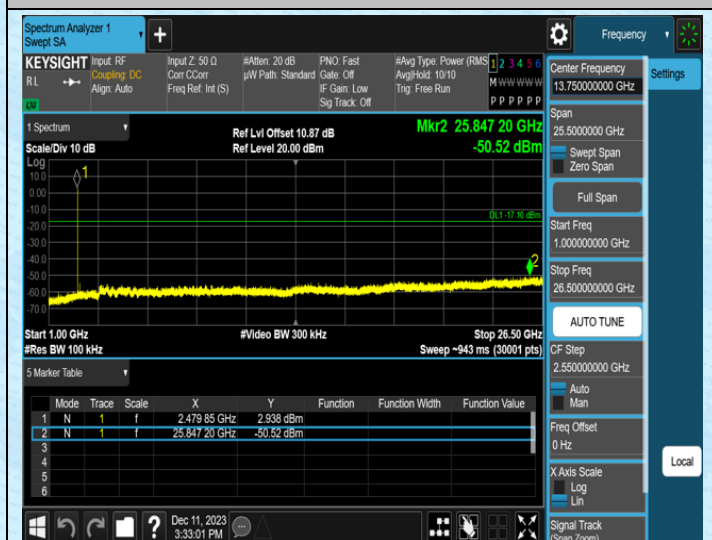 Spectrum Analyzer 1
Swept SA
+
Frequency
KEYSIGHT
RL
Input: RF
Coupling: DC
Align: Auto
Input Z: 50 Ω
Corr CCorr
Freq Ref: Int (S)
#Atten: 20 dB
µW Path: Standard
PNO: Fast
Gate: Off
IF Gain: Low
Sig Track: Off
#Avg Type: Power (RMS
Avg|Hold: 10/10
Trig: Free Run
1 2 3 4 5 6
M W W W W W
P P P P P P
1 Spectrum
Scale/Div 10 dB
Ref Lvl Offset 10.87 dB
Ref Level 20.00 dBm
Mkr2 25.847 20 GHz
-50.52 dBm
Log
10.0
0.00
-10.0
-20.0
-30.0
-40.0
-50.0
-60.0
-70.0
1
DL1 -17.10 dBm
2
Start 1.00 GHz
#Res BW 100 kHz
#Video BW 300 kHz
Stop 26.50 GHz
Sweep ~943 ms (30001 pts)
5 Marker Table
Mode Trace Scale X Y Function Function Width Function Value
1 N 1 f 2.479 85 GHz 2.938 dBm
2 N 1 f 25.847 20 GHz -50.52 dBm
3
4
5
6
Center Frequency
13.75000000 GHz
Settings
Span
25.5000000 GHz
Swept Span
Zero Span
Full Span
Start Freq
1.000000000 GHz
Stop Freq
26.500000000 GHz
AUTO TUNE
CF Step
2.550000000 GHz
Auto
Man
Freq Offset
0 Hz
X Axis Scale
Log
Lin
Local
Signal Track
(Span Zoom)
?
Dec 11, 2023
3:33:01 PM